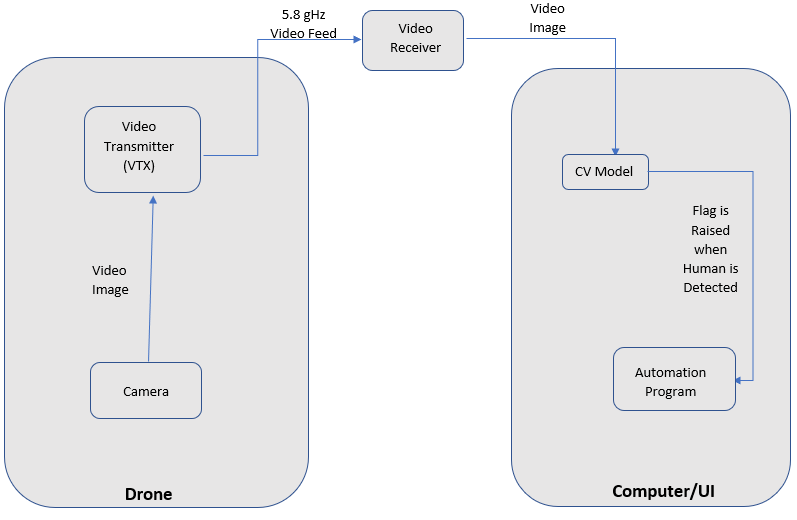 5.8 gHz
Video Feed
Video
Receiver
Video
Image
Video
Transmitter
(VTX)
CV Model
Flag is
Raised
when
Human is
Detected
Video
Image
Camera
Automation
Program
Drone
Computer/UI